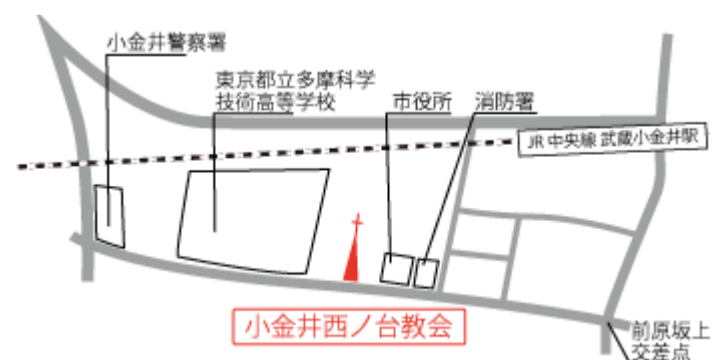 小金井警察署
東京都立多摩科学
技術高等学校
市役所
消防署
JR 中央線 武蔵小金井駅
小金井西ノ台教会
前原坂上
交差点